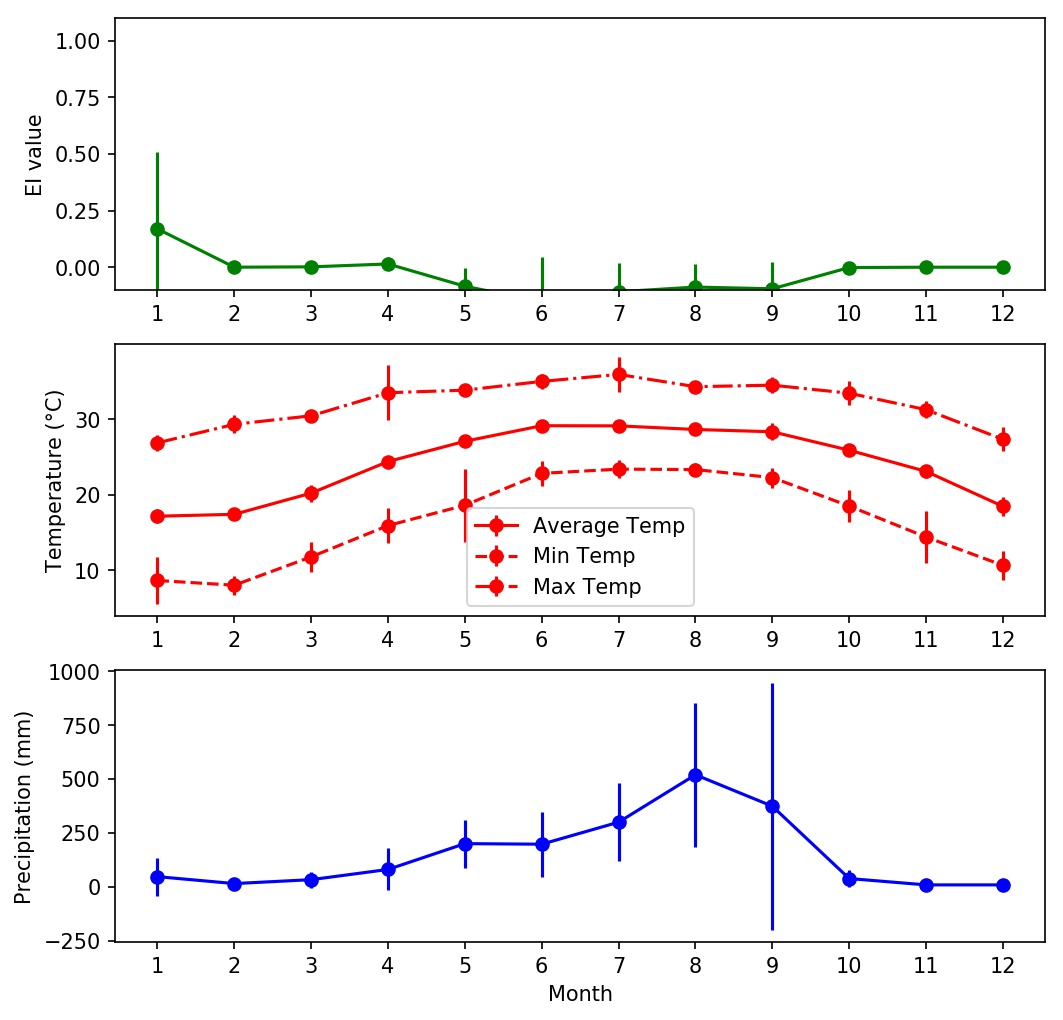 EI value
1.00
0.75
0.50
0.25
0.00
1 2 3 4 5 6 7 8 9 10 11 12
Temperature (°C)
30
20
10
Average Temp
Min Temp
Max Temp
1 2 3 4 5 6 7 8 9 10 11 12
Precipitation (mm)
1000
750
500
250
0
−250
1 2 3 4 5 6 7 8 9 10 11 12
Month